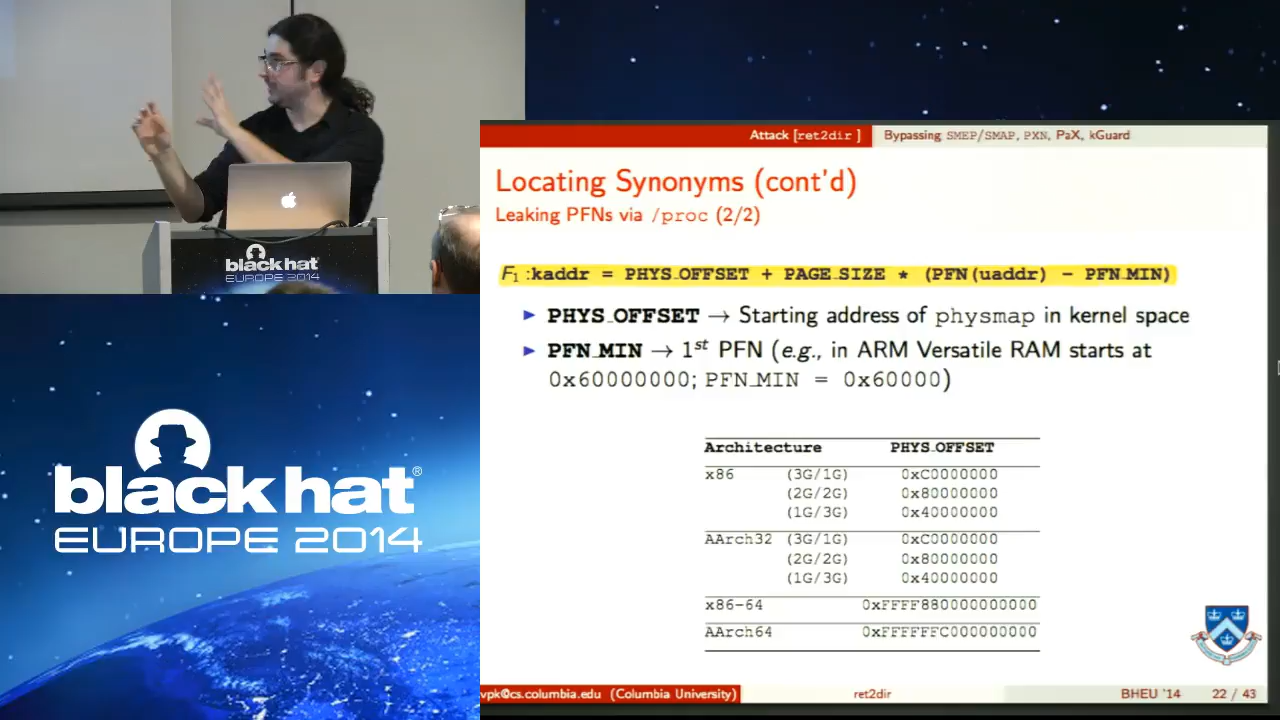 black hat
EUROPE 2014
Attack [ret2dir ] Bypassing SMEP/SMAP, PXN, PaX, kGuard
Locating Synonyms (cont'd)
Leaking PFNs via /proc (2/2)
F1 : kaddr = PHYS_OFFSET + PAGE_SIZE * (PFN(uaddr) - PFN_MIN)
▶ PHYS_OFFSET → Starting address of physmap in kernel space
▶ PFN_MIN → 1st PFN (e.g., in ARM Versatile RAM starts at
0x60000000; PFN_MIN = 0x60000)
Architecture PHYS_OFFSET
x86 (3G/1G) 0xC0000000
(2G/2G) 0x80000000
(1G/3G) 0x40000000
AArch32 (3G/1G) 0xC0000000
(2G/2G) 0x80000000
(1G/3G) 0x40000000
x86-64 0xFFFF880000000000
AArch64 0xFFFFFFC000000000
vpk@cs.columbia.edu (Columbia University) ret2dir BHEU '14 22 / 43
black hat®
EUROPE 2014